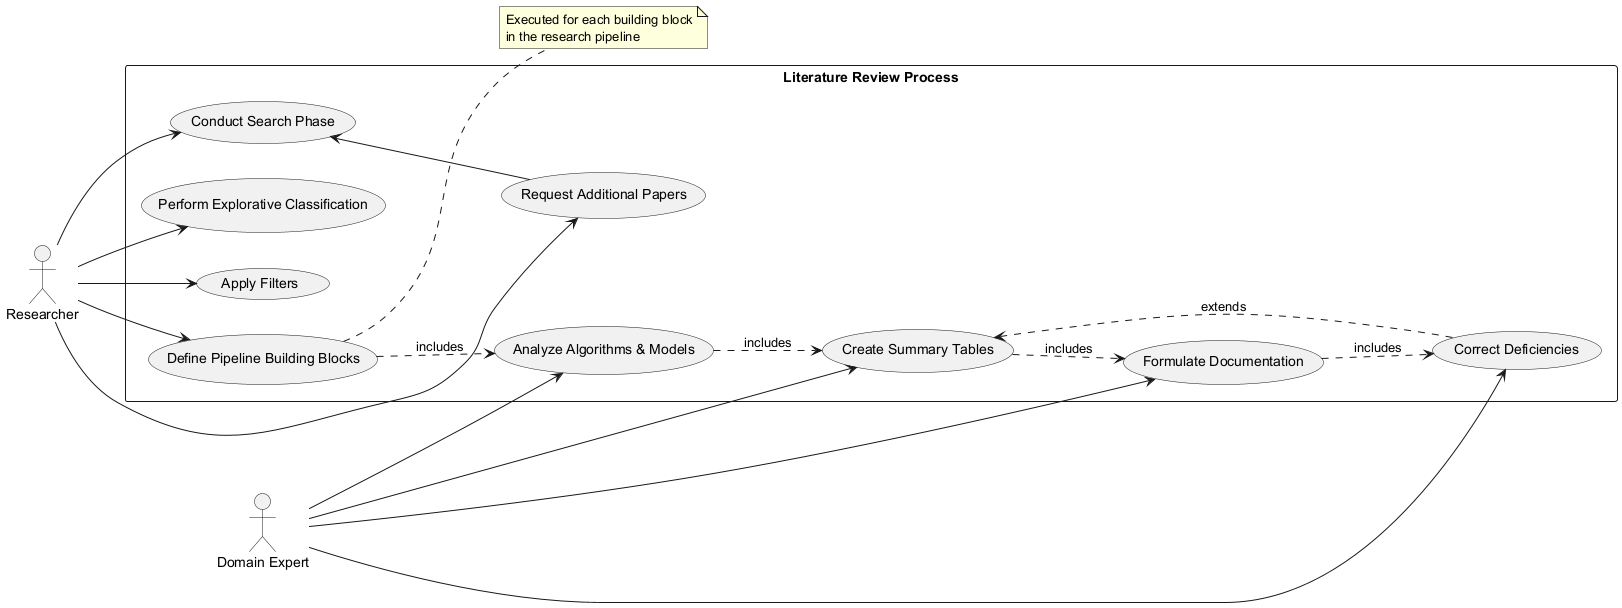 Executed for each building block
in the research pipeline
Literature Review Process
Conduct Search Phase
Request Additional Papers
Perform Explorative Classification
Apply Filters
Researcher
Define Pipeline Building Blocks
includes
Analyze Algorithms & Models
includes
Create Summary Tables
extends
includes
Formulate Documentation
includes
Correct Deficiencies
Domain Expert